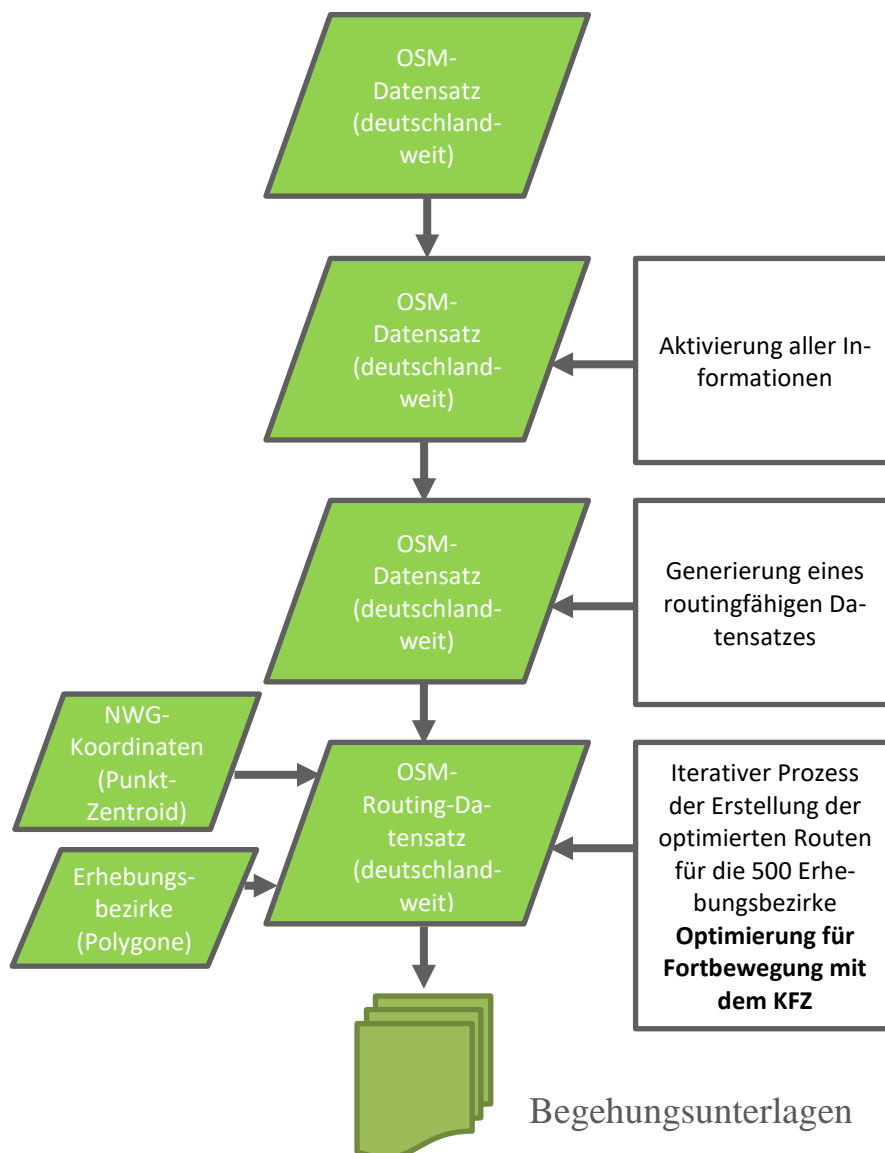 OSM-
Datensatz
(deutschland-
weit)
OSM-
Datensatz
(deutschland-
weit)
Aktivierung aller In-
formationen
OSM-
Datensatz
(deutschland-
weit)
Generierung eines
routingfähigen Da-
tensatzes
NWG-
Koordinaten
(Punkt-
Zentroid)
OSM-
Routing-Da-
tensatz
(deutschland-
weit)
Iterativer Prozess
der Erstellung der
optimierten Routen
für die 500 Erhe-
bungsbezirke
Optimierung für
Fortbewegung mit
dem KFZ
Erhebungs-
bezirke
(Polygone)
Begehungsunterlagen